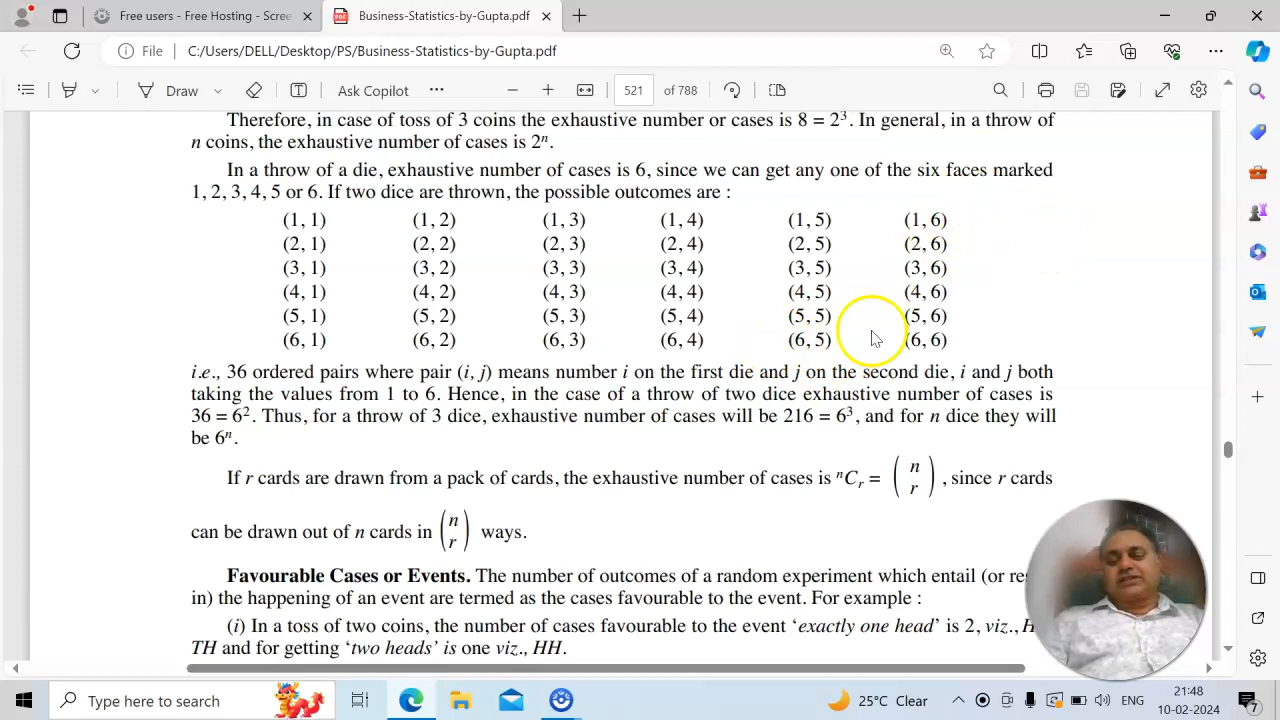 Free users - Free Hosting - Scree
Business-Statistics-by-Gupta.pdf
File
C:/Users/DELL/Desktop/PS/Business-Statistics-by-Gupta.pdf
Draw
Ask Copilot
521 of 788
Therefore, in case of toss of 3 coins the exhaustive number or cases is 8 = 2³. In general, in a throw of
n coins, the exhaustive number of cases is 2ⁿ.
In a throw of a die, exhaustive number of cases is 6, since we can get any one of the six faces marked
1, 2, 3, 4, 5 or 6. If two dice are thrown, the possible outcomes are :
(1, 1) (1, 2) (1, 3) (1, 4) (1, 5) (1, 6)
(2, 1) (2, 2) (2, 3) (2, 4) (2, 5) (2, 6)
(3, 1) (3, 2) (3, 3) (3, 4) (3, 5) (3, 6)
(4, 1) (4, 2) (4, 3) (4, 4) (4, 5) (4, 6)
(5, 1) (5, 2) (5, 3) (5, 4) (5, 5) (5, 6)
(6, 1) (6, 2) (6, 3) (6, 4) (6, 5) (6, 6)
i.e., 36 ordered pairs where pair (i, j) means number i on the first die and j on the second die, i and j both
taking the values from 1 to 6. Hence, in the case of a throw of two dice exhaustive number of cases is
36 = 6². Thus, for a throw of 3 dice, exhaustive number of cases will be 216 = 6³, and for n dice they will
be 6ⁿ.
If r cards are drawn from a pack of cards, the exhaustive number of cases is ⁿCᵣ = (n r), since r cards
can be drawn out of n cards in (n r) ways.
Favourable Cases or Events. The number of outcomes of a random experiment which entail (or re
in) the happening of an event are termed as the cases favourable to the event. For example :
(i) In a toss of two coins, the number of cases favourable to the event ‘exactly one head’ is 2, viz., H
TH and for getting ‘two heads’ is one viz., HH.
Type here to search
25°C Clear
ENG
21:48
10-02-2024
7